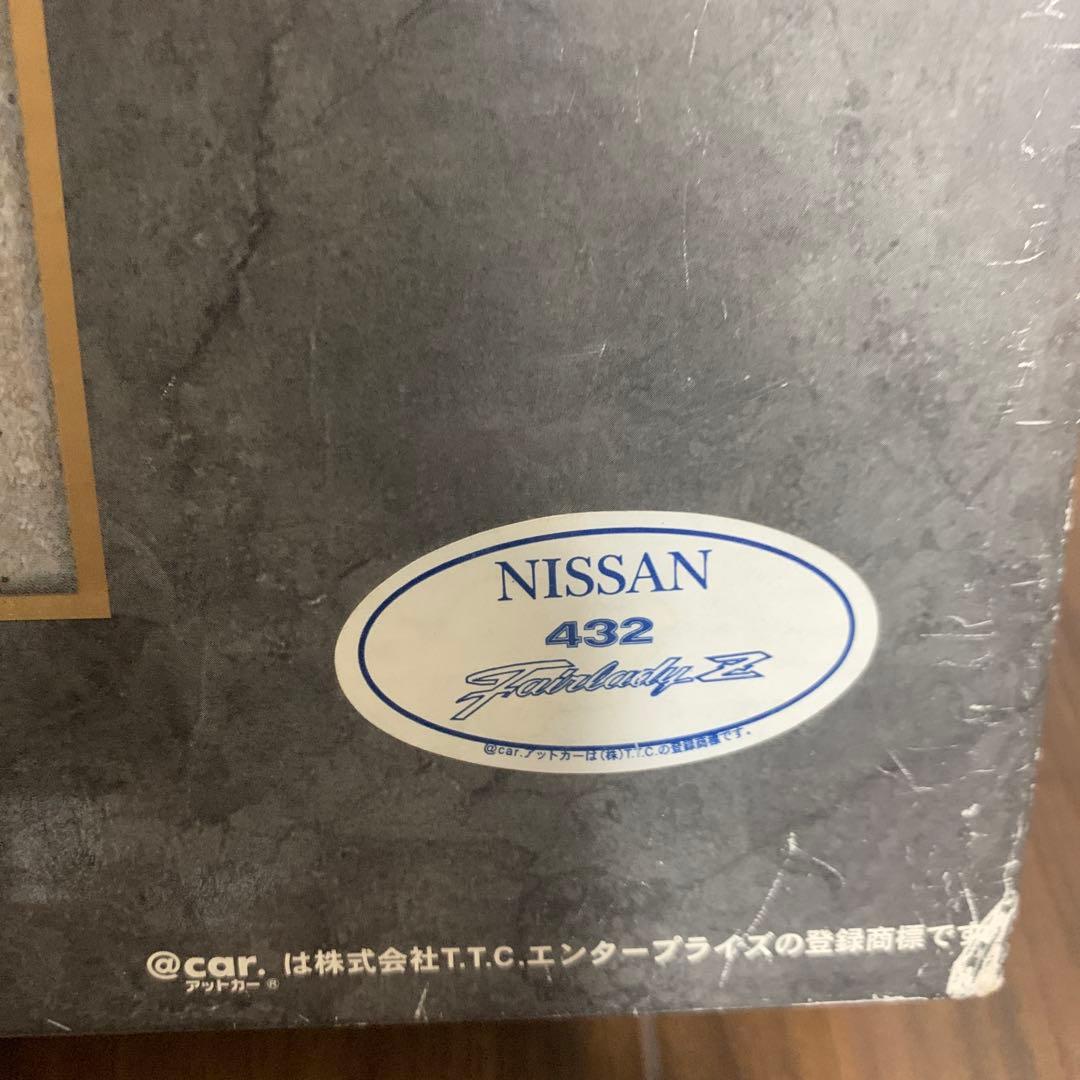 NISSAN
432
Fairlady Z
@car.アットカーは(株)T.T.C.の登録商標です。
@car. は株式会社T.T.C.エンタープライズの登録商標です
アットカー ®